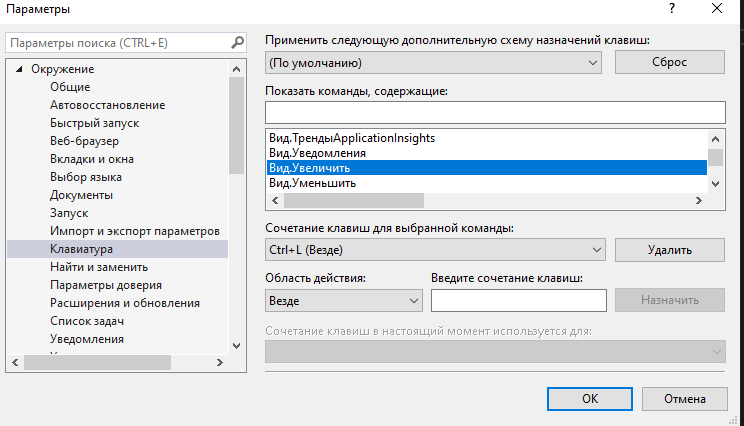 Параметры
? ×
Параметры поиска (CTRL+E)
Окружение
Общие
Автовосстановление
Быстрый запуск
Веб-браузер
Вкладки и окна
Выбор языка
Документы
Запуск
Импорт и экспорт параметров
Клавиатура
Найти и заменить
Параметры доверия
Расширения и обновления
Список задач
Уведомления
Применить следующую дополнительную схему назначений клавиш:
(По умолчанию)
Сброс
Показать команды, содержащие:
Вид.ТрендыApplicationInsights
Вид.Уведомления
Вид.Увеличить
Вид.Уменьшить
Сочетание клавиш для выбранной команды:
Ctrl+L (Везде)
Удалить
Область действия:
Введите сочетание клавиш:
Везде
Назначить
Сочетание клавиш в настоящий момент используется для:
ОК
Отмена